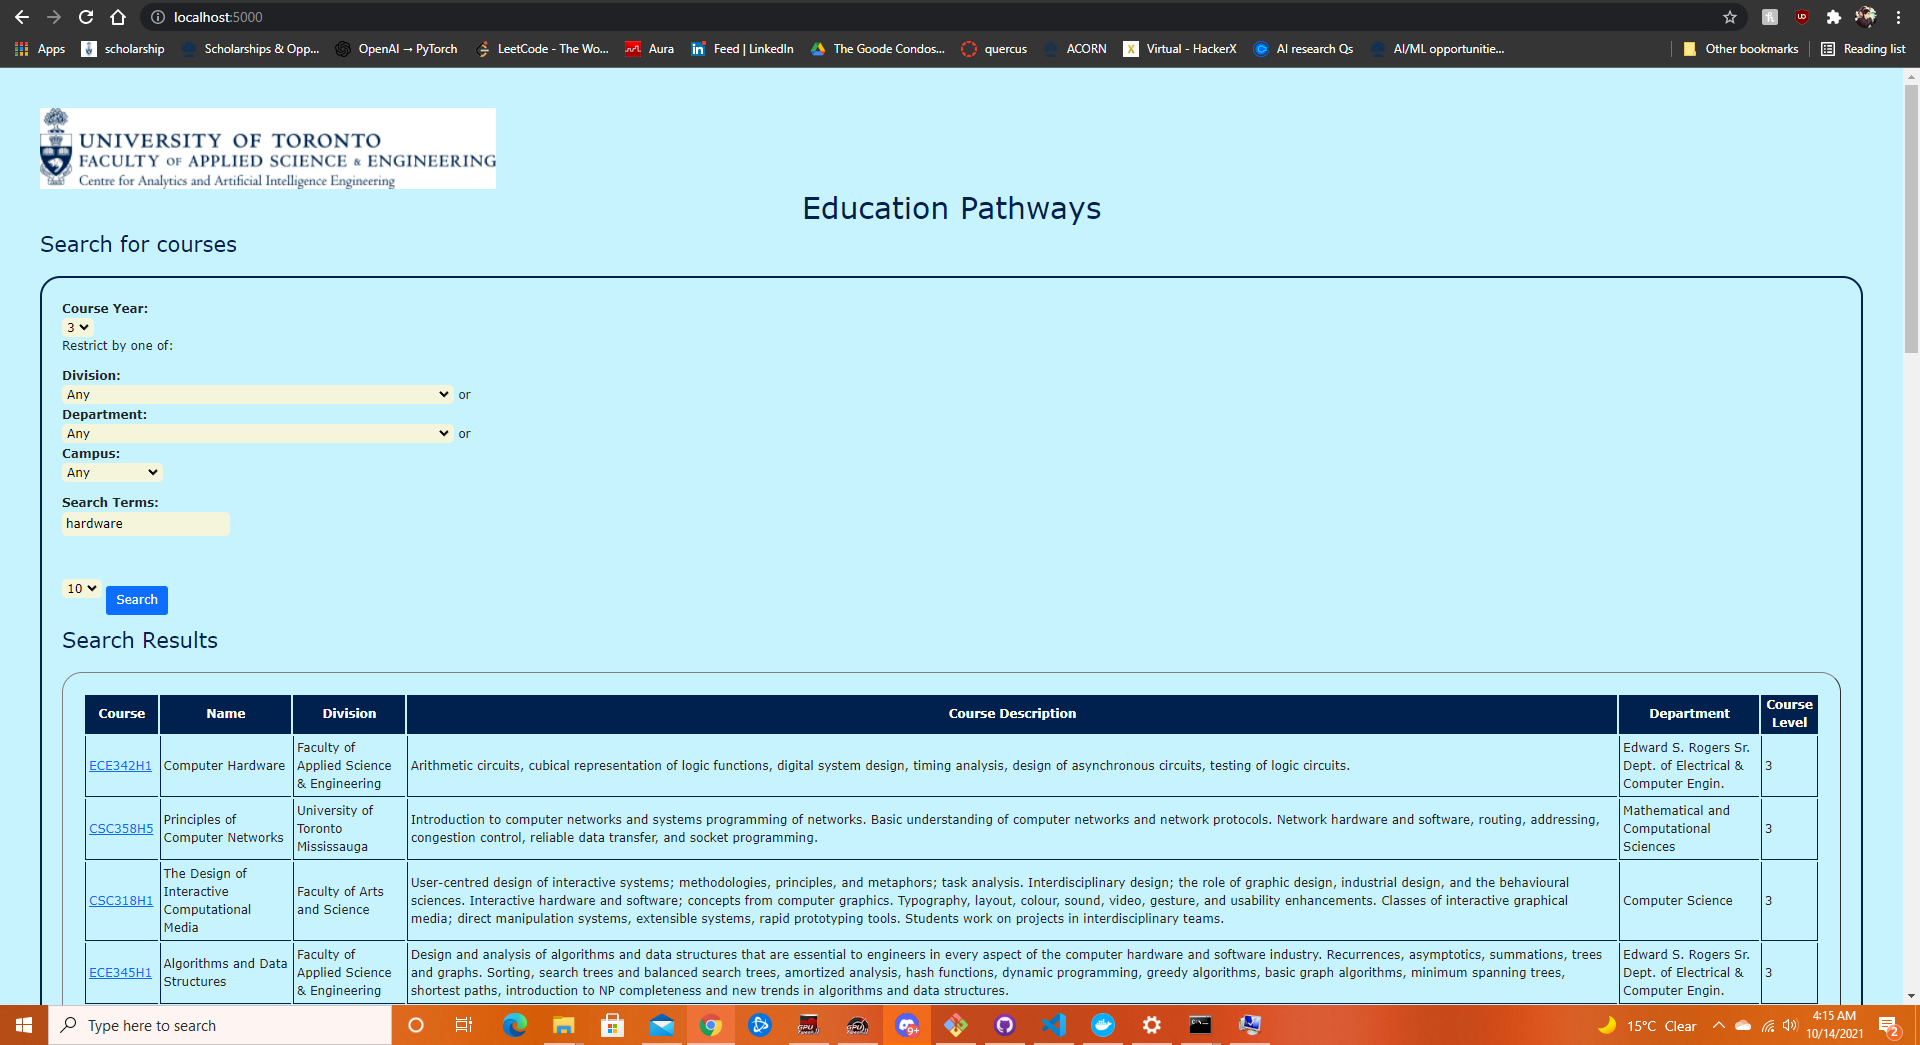 localhost:5000
Apps scholarship Scholarships & Opp... OpenAI → PyTorch LeetCode - The Wo... Aura Feed | LinkedIn The Goode Condos... quercus ACORN Virtual - HackerX AI research Qs AI/ML opportunitie... Other bookmarks Reading list
UNIVERSITY OF TORONTO
FACULTY OF APPLIED SCIENCE & ENGINEERING
Centre for Analytics and Artificial Intelligence Engineering
Education Pathways
Search for courses
Course Year:
3
Restrict by one of:
Division:
Any or
Department:
Any or
Campus:
Any
Search Terms:
hardware
10 Search
Search Results
Course Name Division Course Description Department Course Level
ECE342H1
Computer Hardware
Faculty of
Applied Science
& Engineering
Arithmetic circuits, cubical representation of logic functions, digital system design, timing analysis, design of asynchronous circuits, testing of logic circuits.
Edward S. Rogers Sr.
Dept. of Electrical &
Computer Engin.
3
CSC358H5
Principles of
Computer Networks
University of
Toronto
Mississauga
Introduction to computer networks and systems programming of networks. Basic understanding of computer networks and network protocols. Network hardware and software, routing, addressing,
congestion control, reliable data transfer, and socket programming.
Mathematical and
Computational
Sciences
3
CSC318H1
The Design of
Interactive
Computational
Media
Faculty of Arts
and Science
User-centred design of interactive systems; methodologies, principles, and metaphors; task analysis. Interdisciplinary design; the role of graphic design, industrial design, and the behavioural
sciences. Interactive hardware and software; concepts from computer graphics. Typography, layout, colour, sound, video, gesture, and usability enhancements. Classes of interactive graphical
media; direct manipulation systems, extensible systems, rapid prototyping tools. Students work on projects in interdisciplinary teams.
Computer Science
3
ECE345H1
Algorithms and Data
Structures
Faculty of
Applied Science
& Engineering
Design and analysis of algorithms and data structures that are essential to engineers in every aspect of the computer hardware and software industry. Recurrences, asymptotics, summations, trees
and graphs. Sorting, search trees and balanced search trees, amortized analysis, hash functions, dynamic programming, greedy algorithms, basic graph algorithms, minimum spanning trees,
shortest paths, introduction to NP completeness and new trends in algorithms and data structures.
Edward S. Rogers Sr.
Dept. of Electrical &
Computer Engin.
3
Type here to search
9+
15°C Clear
4:15 AM
10/14/2021
2